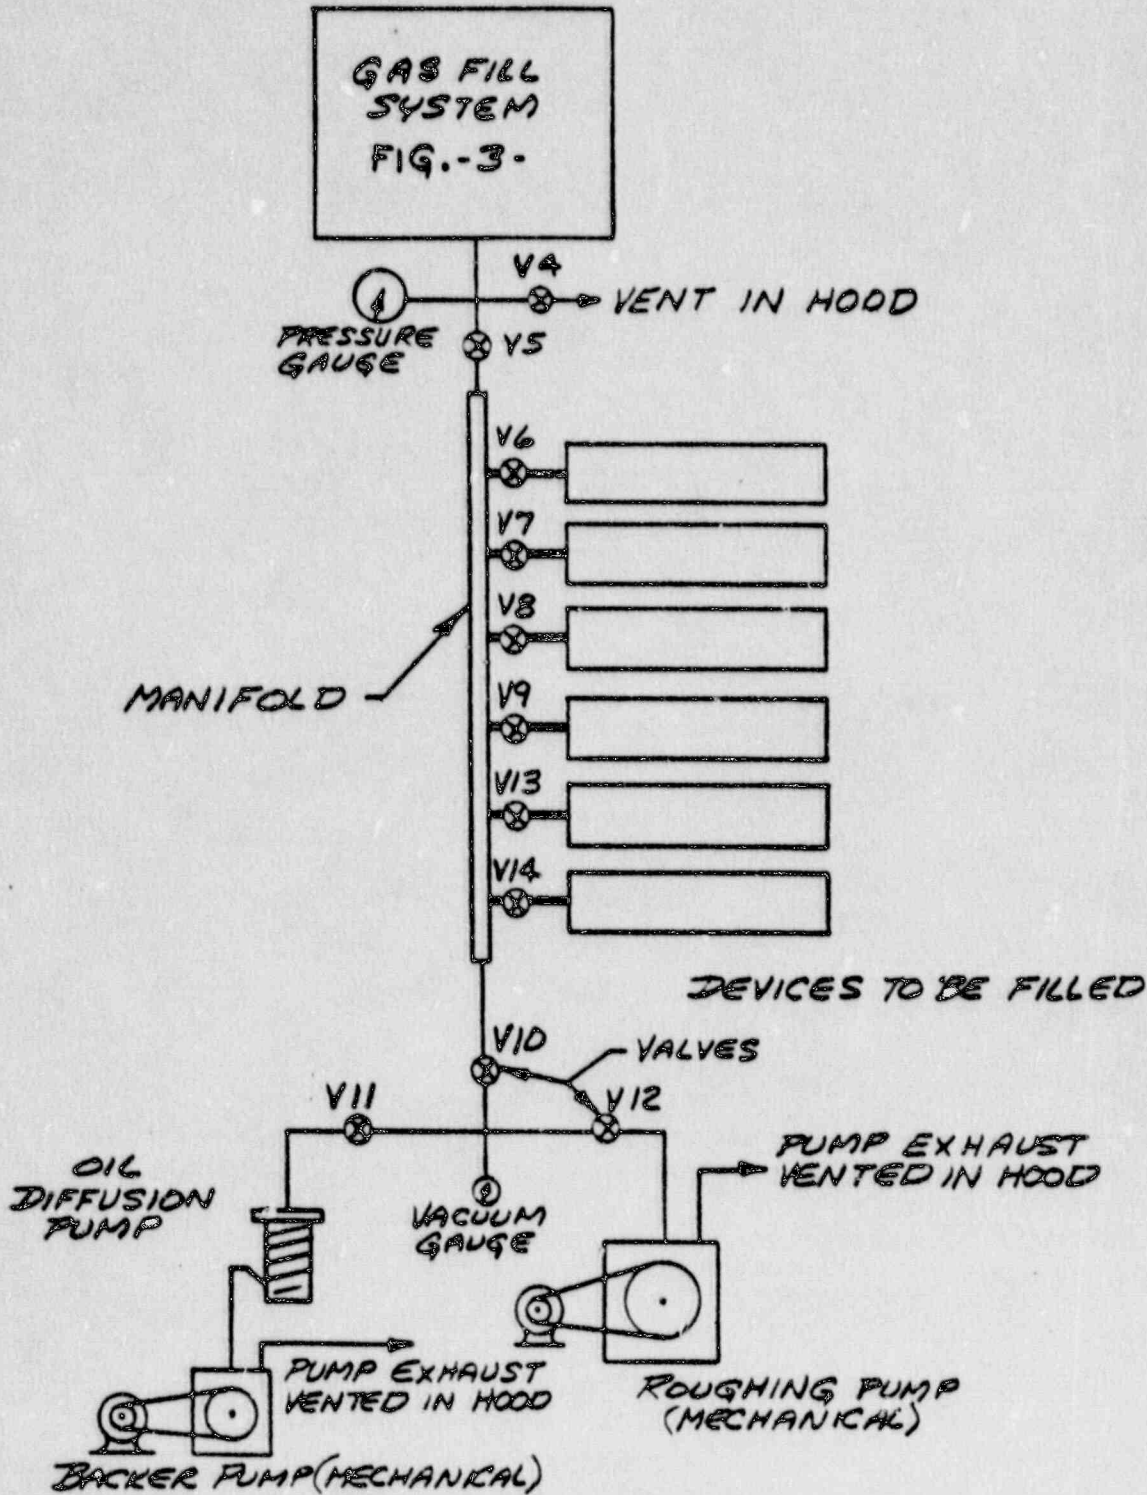 GAS FILL
SYSTEM
FIG.-3-
V4
VENT IN HOOD
PRESSURE
GAUGE
V5
V6
V7
V8
MANIFOLD
V9
V13
V14
DEVICES TO BE FILLED
V10
VALVES
V11
V12
OIL
DIFFUSION
PUMP
VACUUM
GAUGE
PUMP EXHAUST
VENTED IN HOOD
PUMP EXHAUST
VENTED IN HOOD
ROUGHING PUMP
(MECHANICAL)
BACKER PUMP(MECHANICAL)